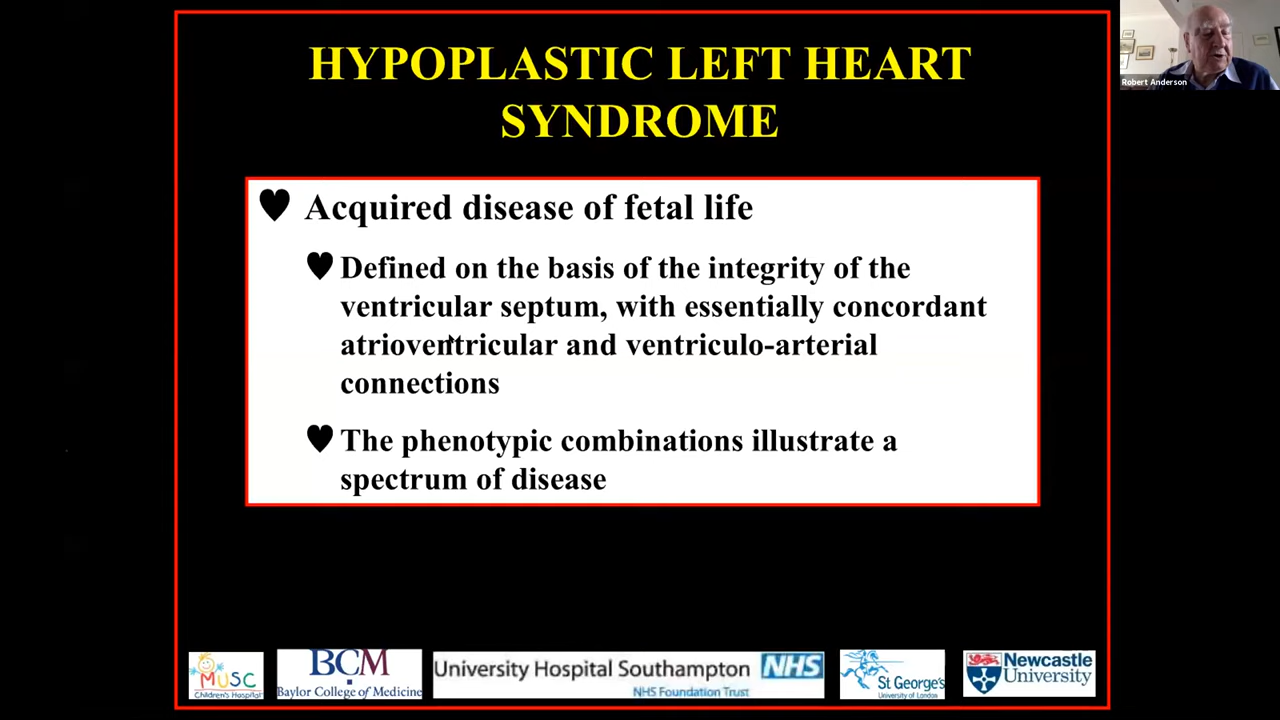 HYPOPLASTIC LEFT HEART
SYNDROME
Robert Anderson
Acquired disease of fetal life
Defined on the basis of the integrity of the
ventricular septum, with essentially concordant
atrioventricular and ventriculo-arterial
connections
The phenotypic combinations illustrate a
spectrum of disease
MUSC
Children's Hospital
BCM
Baylor College of Medicine
University Hospital Southampton NHS
NHS Foundation Trust
St George's
University of London
Newcastle
University